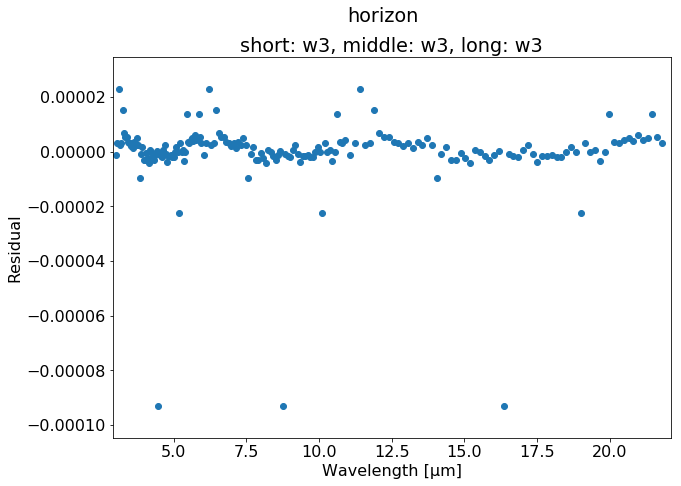 horizon
short: w3, middle: w3, long: w3
0.00002
0.00000
−0.00002
−0.00004
−0.00006
−0.00008
−0.00010
Residual
5.0 7.5 10.0 12.5 15.0 17.5 20.0
Wavelength [μm]